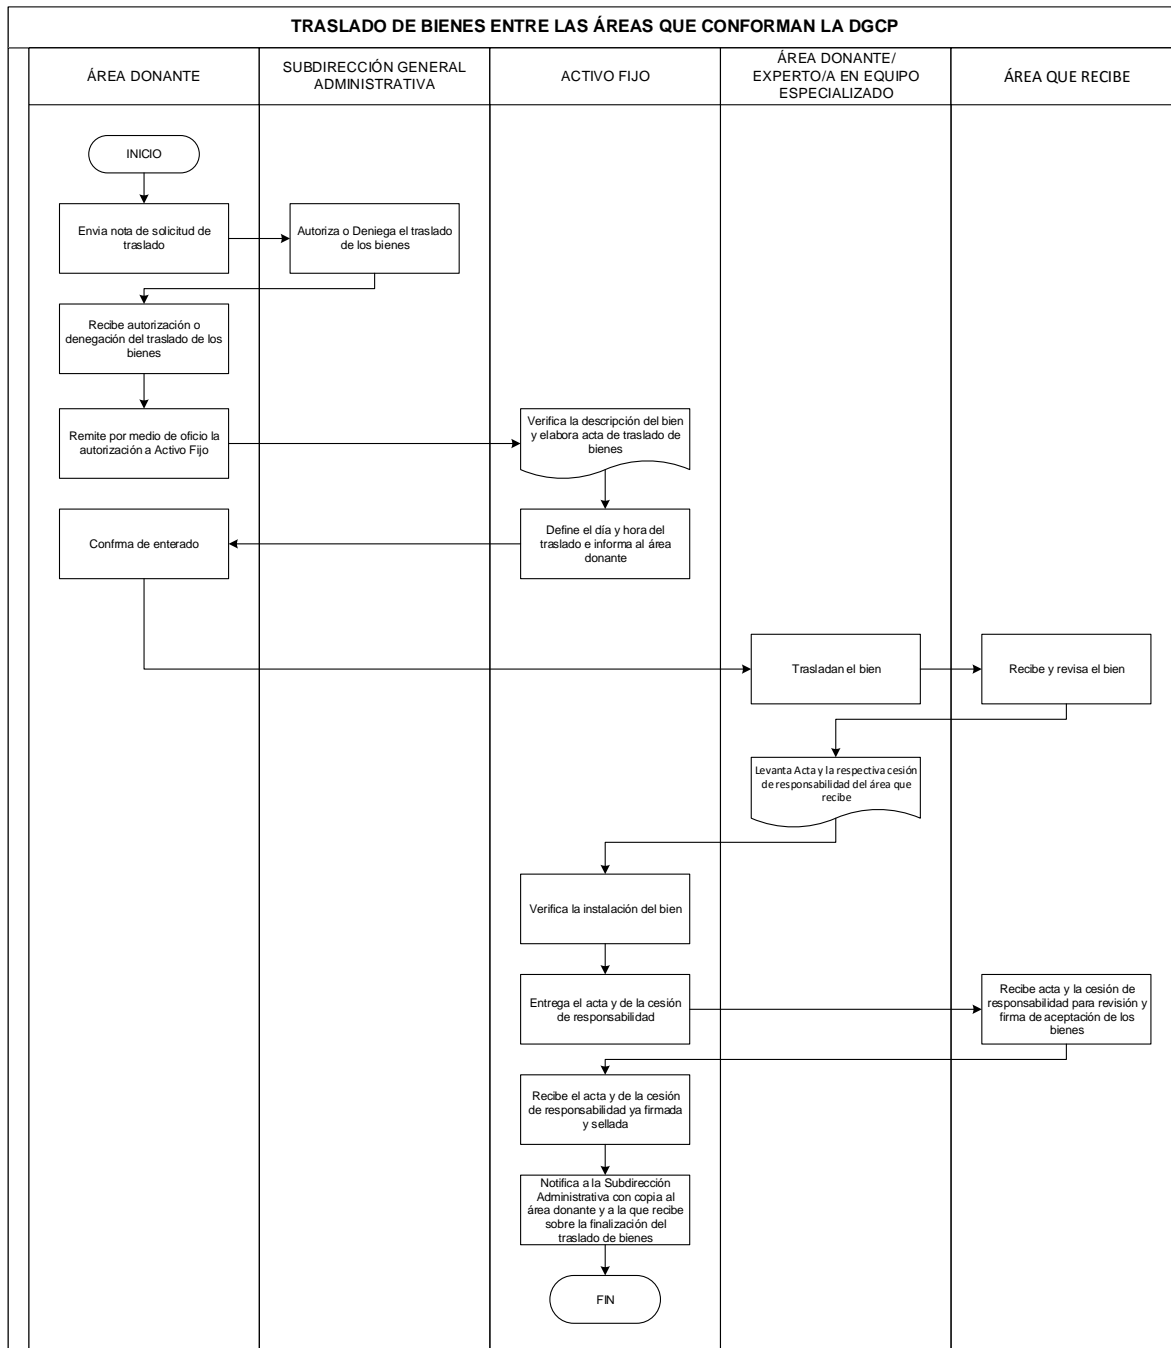 TRASLADO DE BIENES ENTRE LAS ÁREAS QUE CONFORMAN LA DGCP
ÁREA DONANTE
SUBDIRECCIÓN GENERAL
ADMINISTRATIVA
ACTIVO FIJO
ÁREA DONANTE/
EXPERTO/A EN EQUIPO
ESPECIALIZADO
ÁREA QUE RECIBE
INICIO
Envia nota de solicitud de
traslado
Autoriza o Deniega el traslado
de los bienes
Recibe autorización o
denegación del traslado de los
bienes
Remite por medio de oficio la
autorización a Activo Fijo
Verifica la descripción del bien
y elabora acta de traslado de
bienes
Define el día y hora del
traslado e informa al área
donante
Confirma de enterado
Trasladan el bien
Recibe y revisa el bien
Levanta Acta y la respectiva cesión
de responsabilidad del área que
recibe
Verifica la instalación del bien
Entrega el acta y de la cesión
de responsabilidad
Recibe acta y la cesión de
responsabilidad para revisión y
firma de aceptación de los
bienes
Recibe el acta y de la cesión
de responsabilidad ya firmada
y sellada
Notifica a la Subdirección
Administrativa con copia al
área donante y a la que recibe
sobre la finalización del
traslado de bienes
FIN